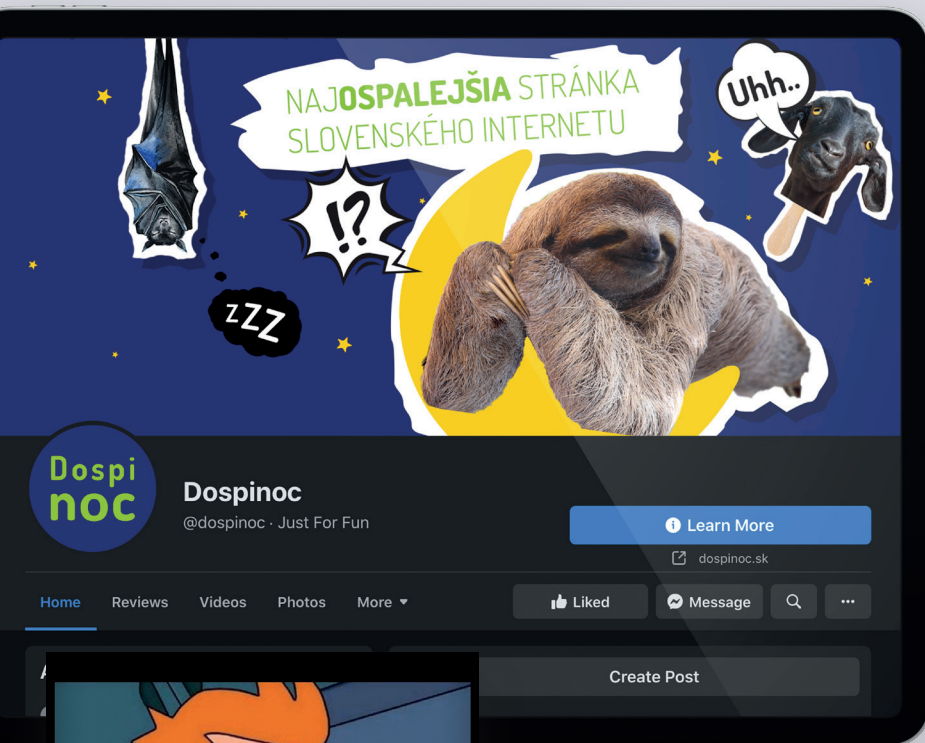 NAJOSPALEJŠIA STRÁNKA
SLOVENSKÉHO INTERNETU
Uhh..
!?
zZZ
Dospi
noc
Dospinoc
@dospinoc · Just For Fun
Learn More
dospinoc.sk
Home Reviews Videos Photos More
Liked Message
Create Post